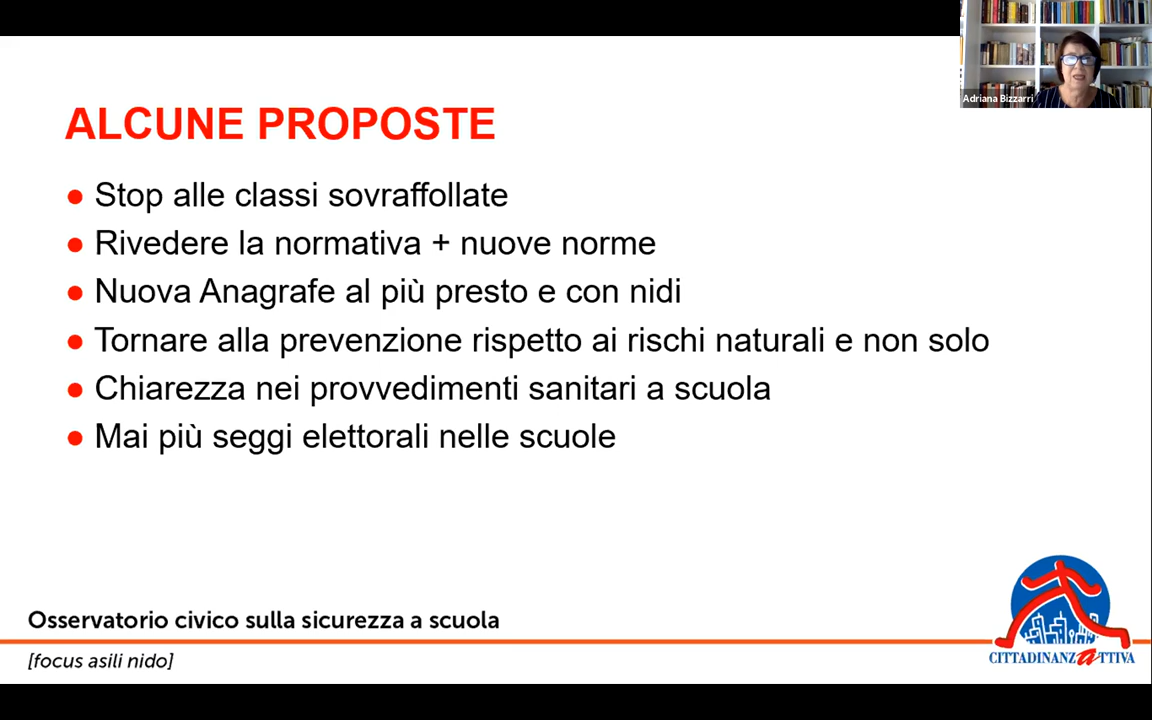 Adriana Bizzarri
ALCUNE PROPOSTE
● Stop alle classi sovraffollate
● Rivedere la normativa + nuove norme
● Nuova Anagrafe al più presto e con nidi
● Tornare alla prevenzione rispetto ai rischi naturali e non solo
● Chiarezza nei provvedimenti sanitari a scuola
● Mai più seggi elettorali nelle scuole
Osservatorio civico sulla sicurezza a scuola
[focus asili nido]
CITTADINANZATTIVA